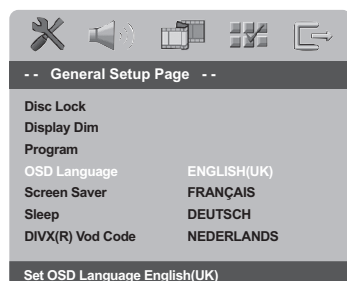 -- General Setup Page --
Disc Lock
Display Dim
Program
OSD Language ENGLISH(UK)
Screen Saver FRANÇAIS
Sleep DEUTSCH
DIVX(R) Vod Code NEDERLANDS
Set OSD Language English(UK)